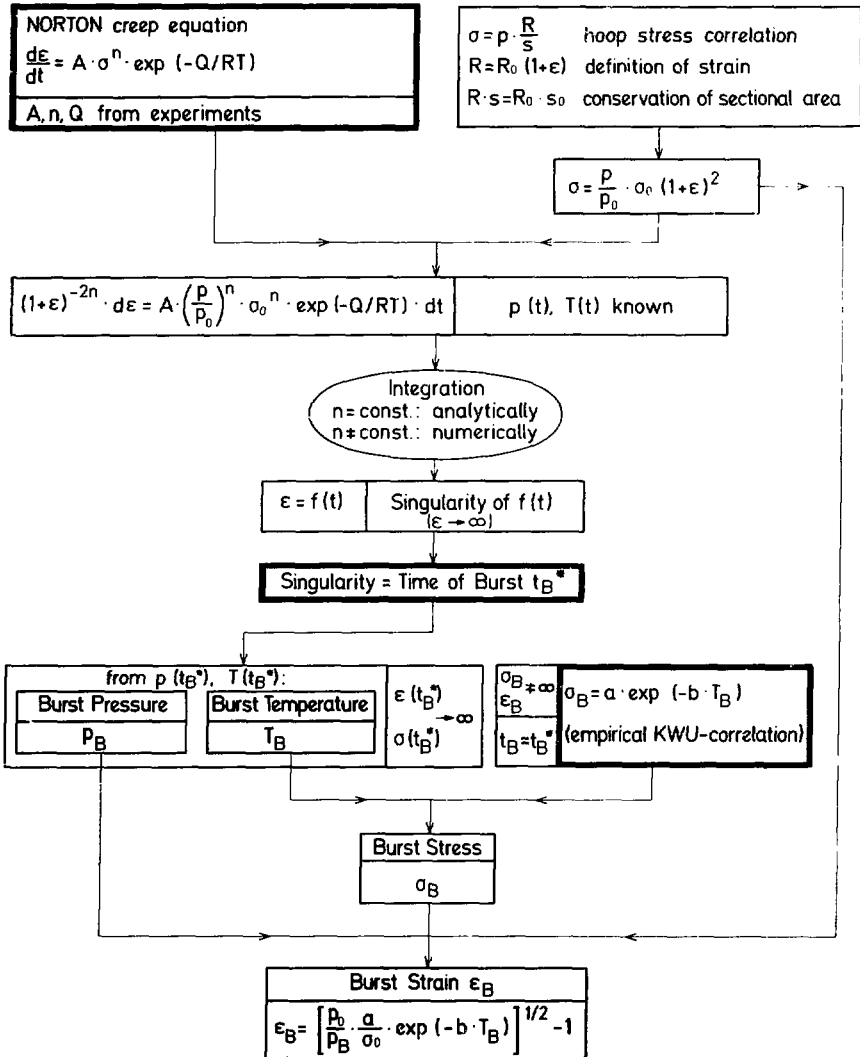 NORTON creep equation
dε/dt = A · σ^n · exp (-Q/RT)
A, n, Q from experiments
σ = p · R/s hoop stress correlation
R = R₀ (1+ε) definition of strain
R · s = R₀ · s₀ conservation of sectional area
σ = p/p₀ · σ₀ (1+ε)²
(1+ε)^-2n · dε = A · (p/p₀)^n · σ₀^n · exp (-Q/RT) · dt
p (t), T(t) known
Integration
n = const.: analytically
n ≠ const.: numerically
ε = f (t)
Singularity of f(t)
(ε → ∞)
Singularity = Time of Burst t_B*
from p (t_B*), T(t_B*):
Burst Pressure
p_B
Burst Temperature
T_B
ε (t_B*)
→ ∞
σ(t_B*)
σ_B ≠ ∞
ε_B
t_B ≈ t_B*
σ_B = a · exp (-b · T_B)
(empirical KWU-correlation)
Burst Stress
σ_B
Burst Strain ε_B
ε_B = [p₀/p_B · a/σ₀ · exp (-b · T_B)]^1/2 - 1